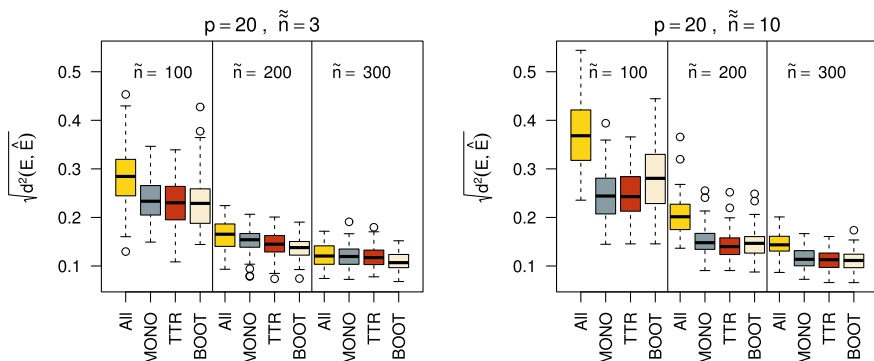 p = 20 , ñ̃ = 3
√d²(E, Ê)
0.5
0.4
0.3
0.2
0.1
ñ = 100
ñ = 200
ñ = 300
All
MONO
TTR
BOOT
All
MONO
TTR
BOOT
All
MONO
TTR
BOOT
p = 20 , ñ̃ = 10
√d²(E, Ê)
0.5
0.4
0.3
0.2
0.1
ñ = 100
ñ = 200
ñ = 300
All
MONO
TTR
BOOT
All
MONO
TTR
BOOT
All
MONO
TTR
BOOT